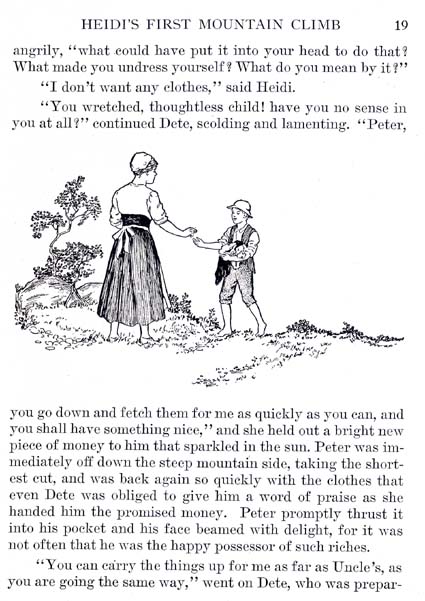 HEIDI'S FIRST MOUNTAIN CLIMB 19
angrily, "what could have put it into your head to do that?
What made you undress yourself? What do you mean by it?"
"I don't want any clothes," said Heidi.
"You wretched, thoughtless child! have you no sense in
you at all?" continued Dete, scolding and lamenting. "Peter,
you go down and fetch them for me as quickly as you can, and
you shall have something nice," and she held out a bright new
piece of money to him that sparkled in the sun. Peter was im-
mediately off down the steep mountain side, taking the short-
est cut, and was back again so quickly with the clothes that
even Dete was obliged to give him a word of praise as she
handed him the promised money. Peter promptly thrust it
into his pocket and his face beamed with delight, for it was
not often that he was the happy possessor of such riches.
"You can carry the things up for me as far as Uncle's, as
you are going the same way," went on Dete, who was prepar-